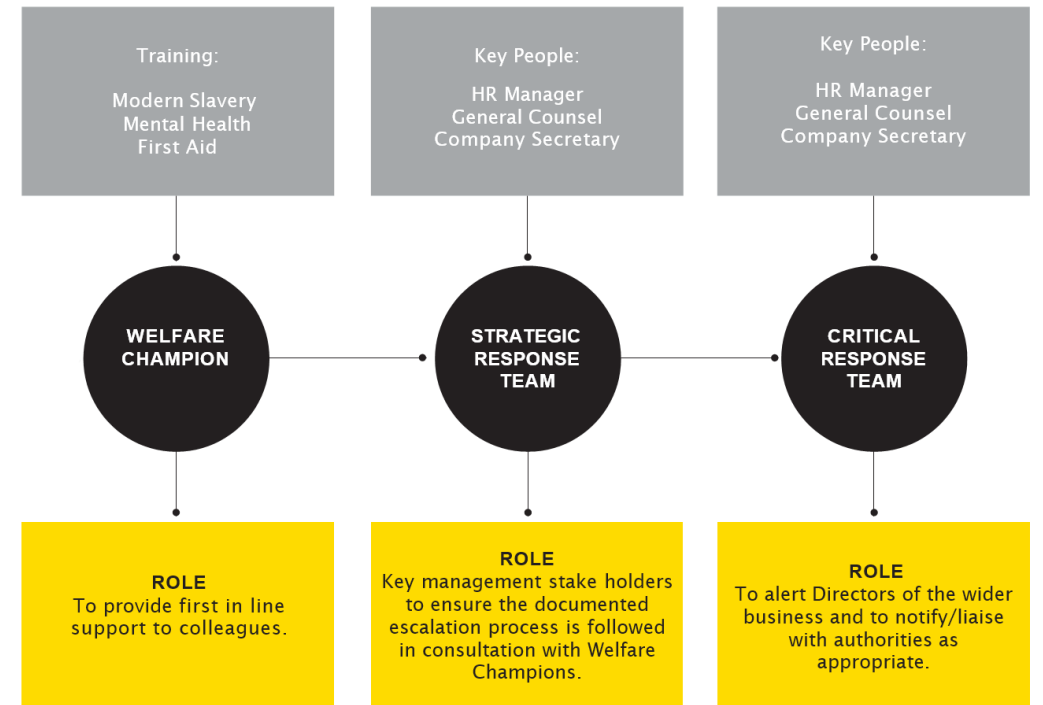 Training:
Modern Slavery
Mental Health
First Aid
Key People:
HR Manager
General Counsel
Company Secretary
Key People:
HR Manager
General Counsel
Company Secretary
WELFARE
CHAMPION
STRATEGIC
RESPONSE
TEAM
CRITICAL
RESPONSE
TEAM
ROLE
To provide first in line
support to colleagues.
ROLE
Key management stake holders
to ensure the documented
escalation process is followed
in consultation with Welfare
Champions.
ROLE
To alert Directors of the wider
business and to notify/liaise
with authorities as
appropriate.